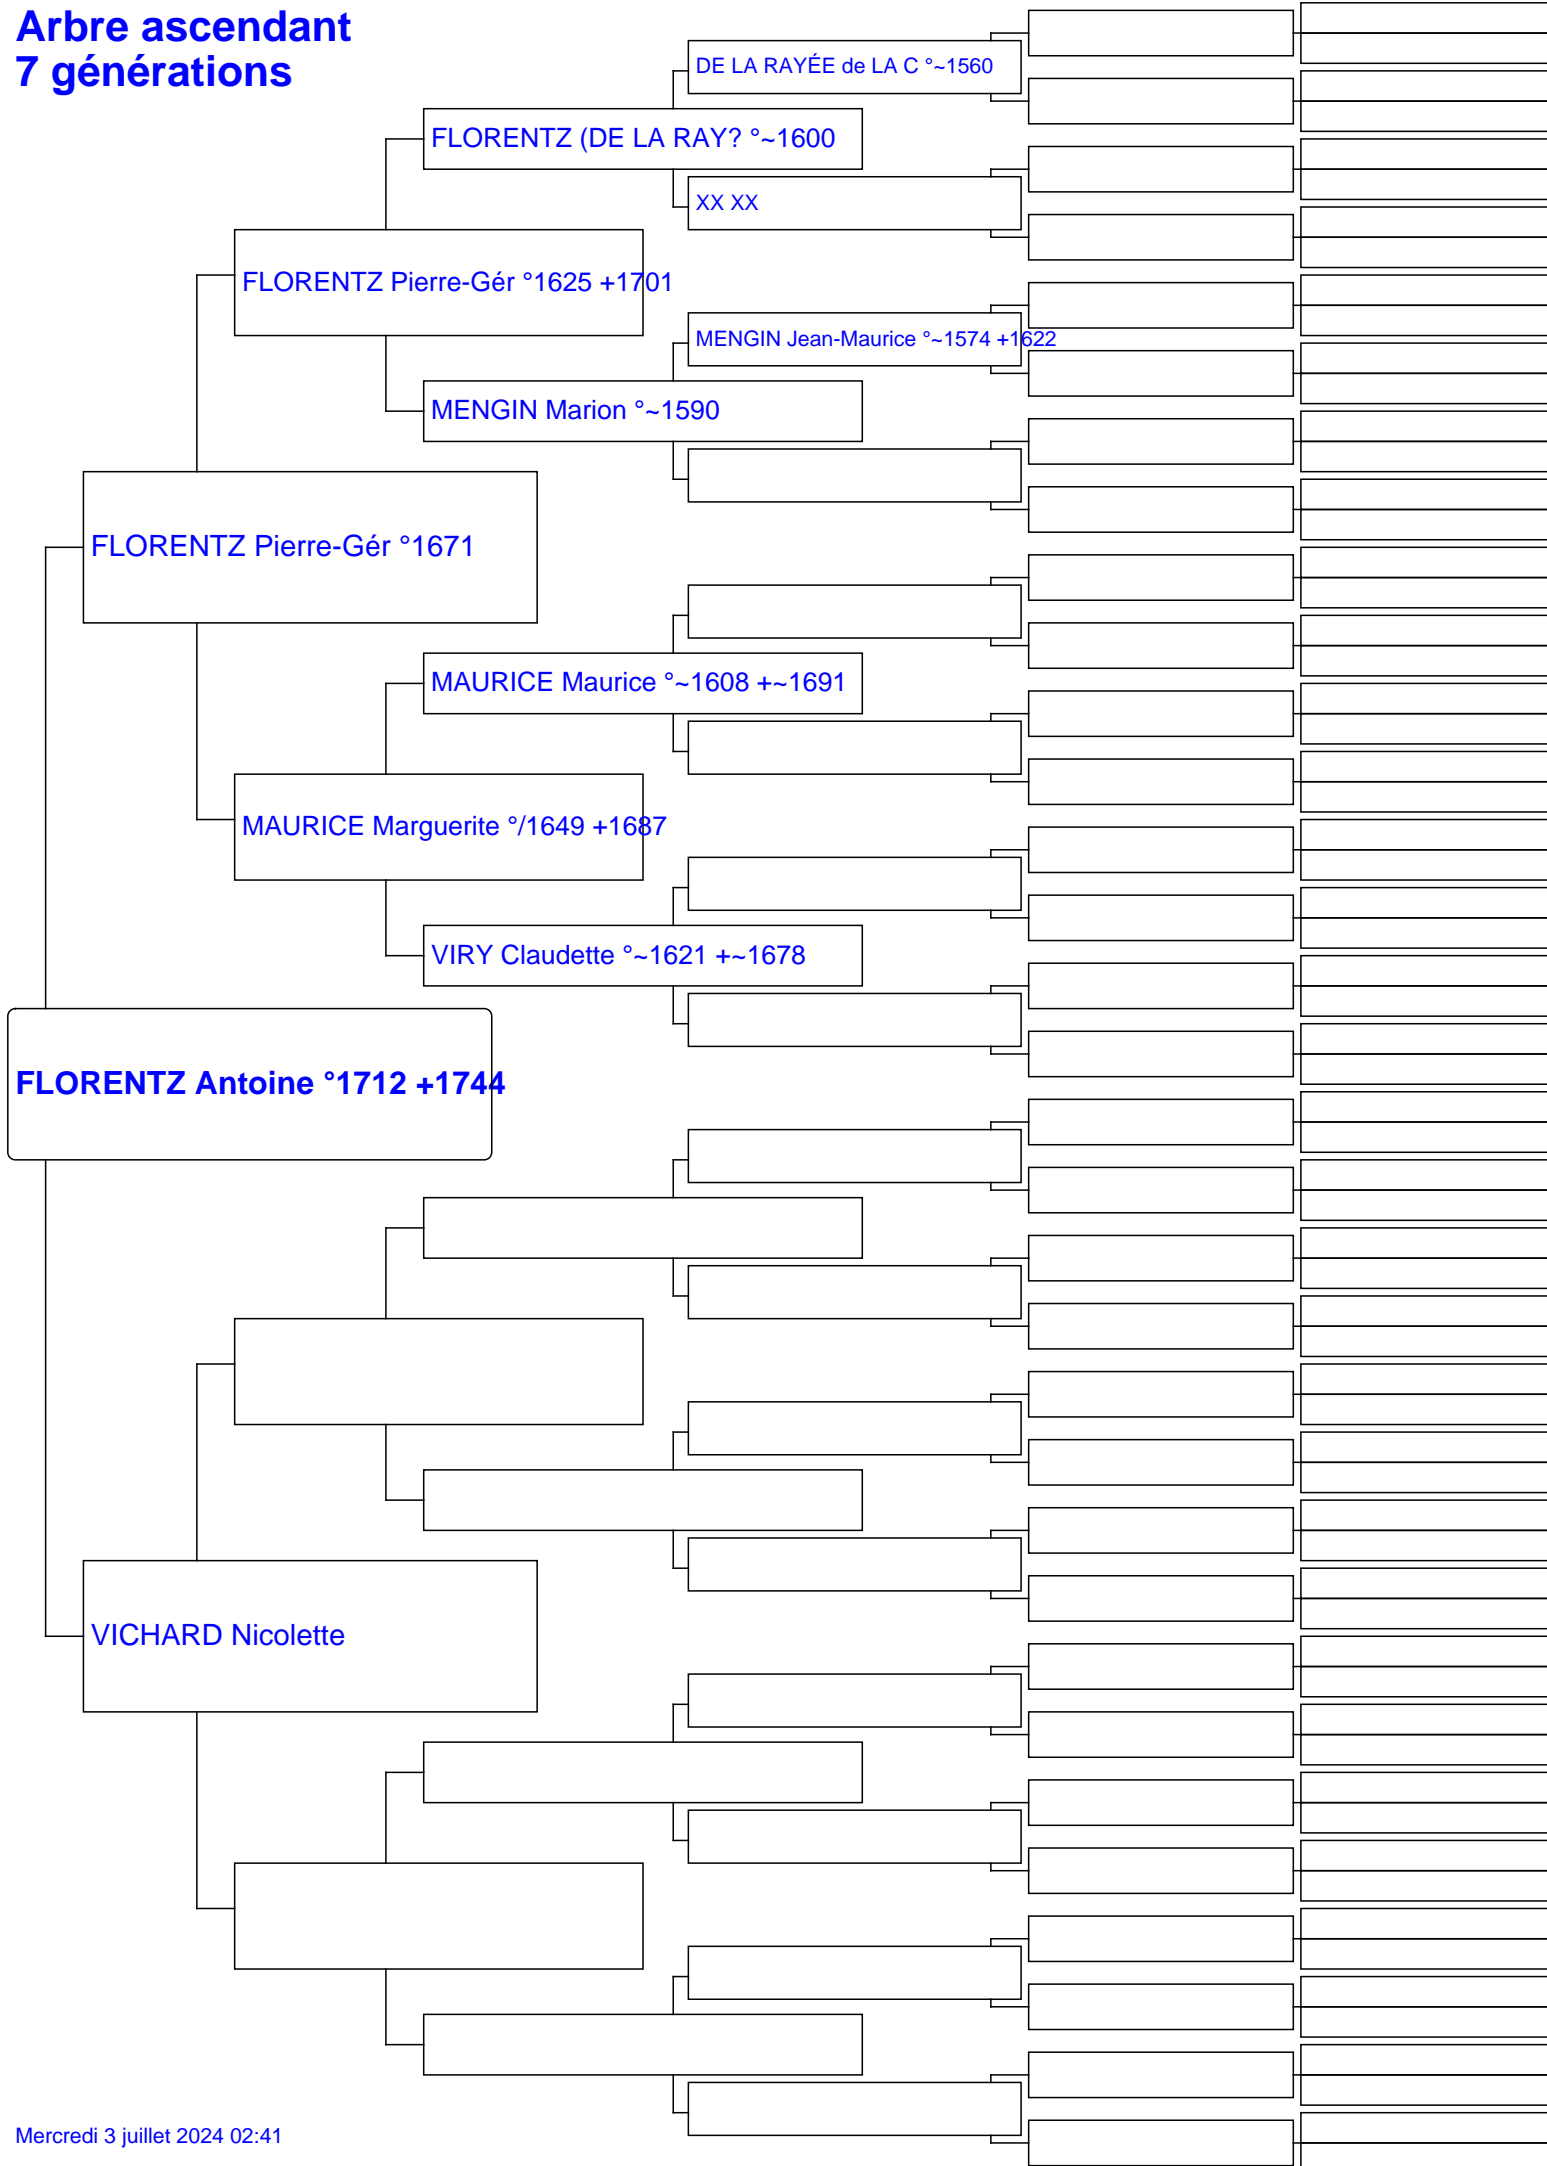 Arbre ascendant
7 générations
DE LA RAYÉE de LA C °~1560
FLORENTZ (DE LA RAY? °~1600
XX XX
FLORENTZ Pierre-Gér °1625 +1701
MENGIN Jean-Maurice °~1574 +1622
MENGIN Marion °~1590
FLORENTZ Pierre-Gér °1671
MAURICE Maurice °~1608 +~1691
MAURICE Marguerite °/1649 +1687
VIRY Claudette °~1621 +~1678
FLORENTZ Antoine °1712 +1744
VICHARD Nicolette
Mercredi 3 juillet 2024 02:41